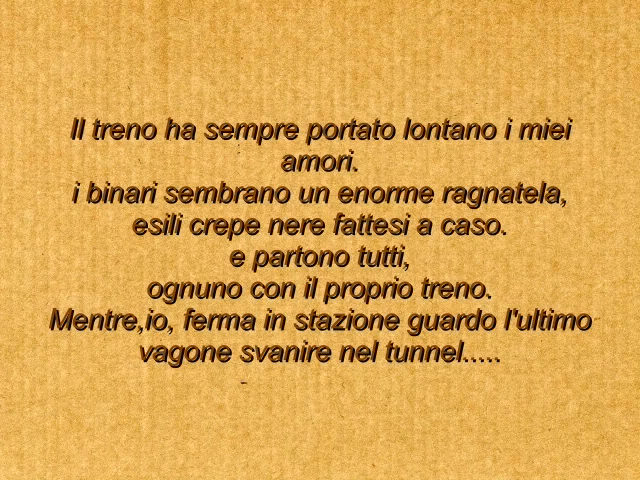 Il treno ha sempre portato lontano i miei
amori.
i binari sembrano un enorme ragnatela,
esili crepe nere fattesi a caso.
e partono tutti,
ognuno con il proprio treno.
Mentre,io, ferma in stazione guardo l'ultimo
vagone svanire nel tunnel.....
-